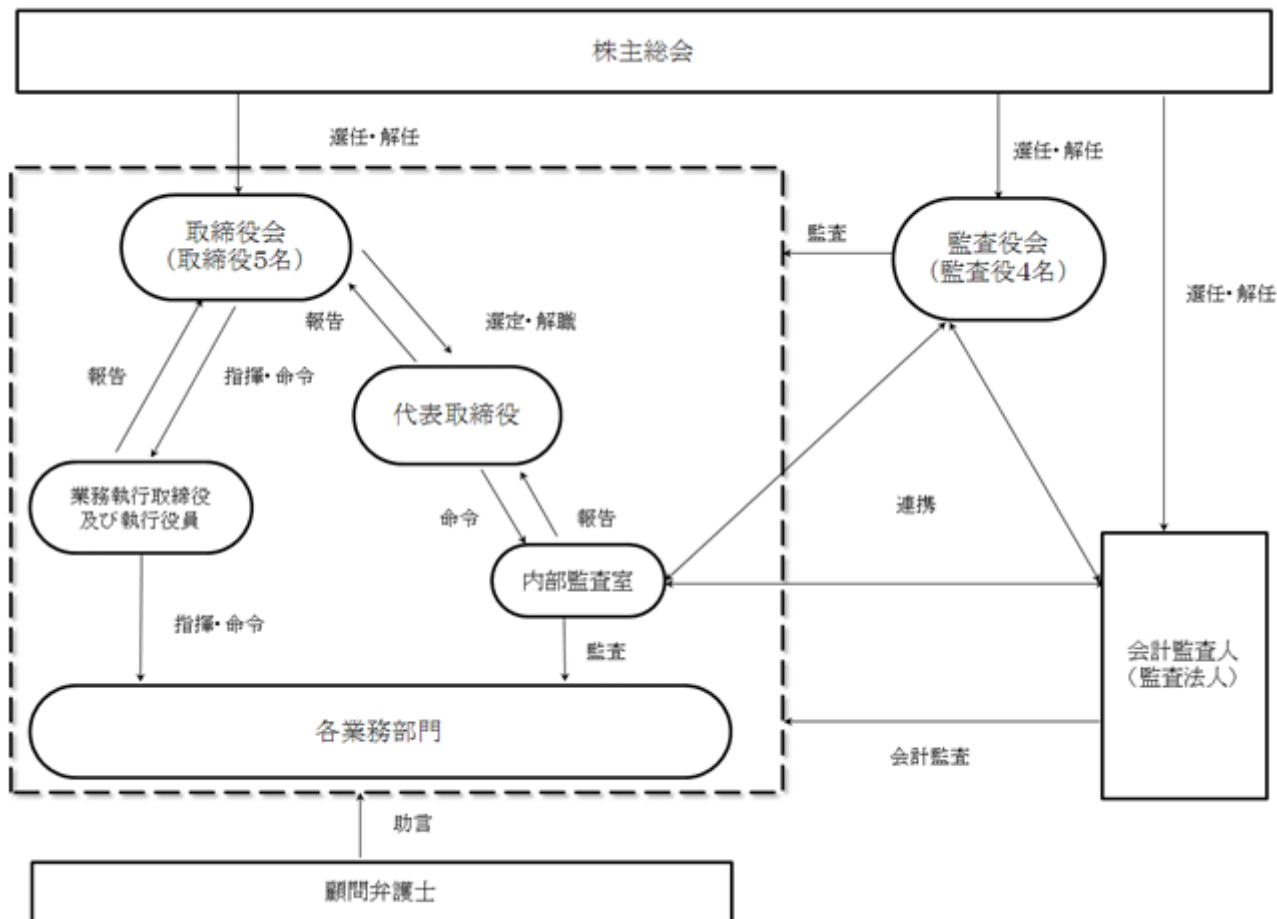 株主総会
選任・解任
選任・解任
選任・解任
取締役会
（取締役5名）
監査
監査役会
（監査役4名）
報告
選定・解職
報告
指揮・命令
代表取締役
業務執行取締役
及び執行役員
命令
報告
連携
内部監査室
指揮・命令
監査
会計監査人
（監査法人）
各業務部門
会計監査
助言
顧問弁護士